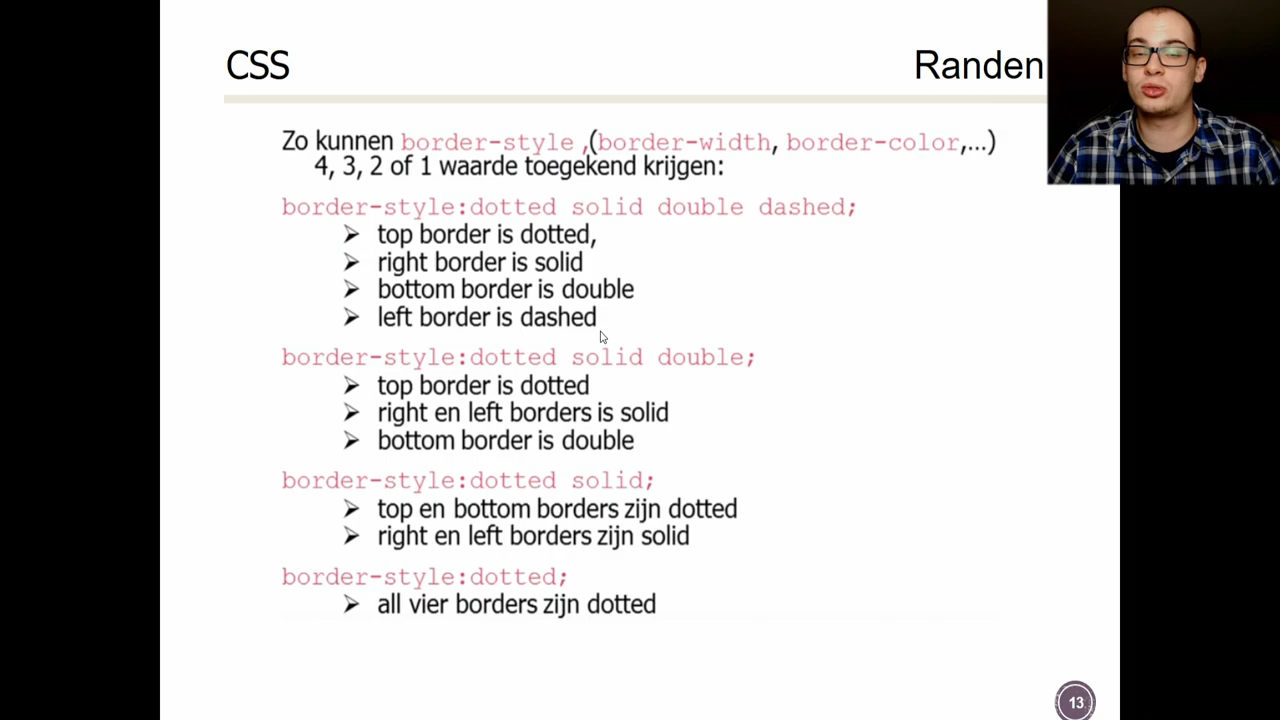 CSS
Randen
Zo kunnen border-style ,(border-width, border-color,…)
4, 3, 2 of 1 waarde toegekend krijgen:
border-style:dotted solid double dashed;
➢ top border is dotted,
➢ right border is solid
➢ bottom border is double
➢ left border is dashed
border-style:dotted solid double;
➢ top border is dotted
➢ right en left borders is solid
➢ bottom border is double
border-style:dotted solid;
➢ top en bottom borders zijn dotted
➢ right en left borders zijn solid
border-style:dotted;
➢ all vier borders zijn dotted
13